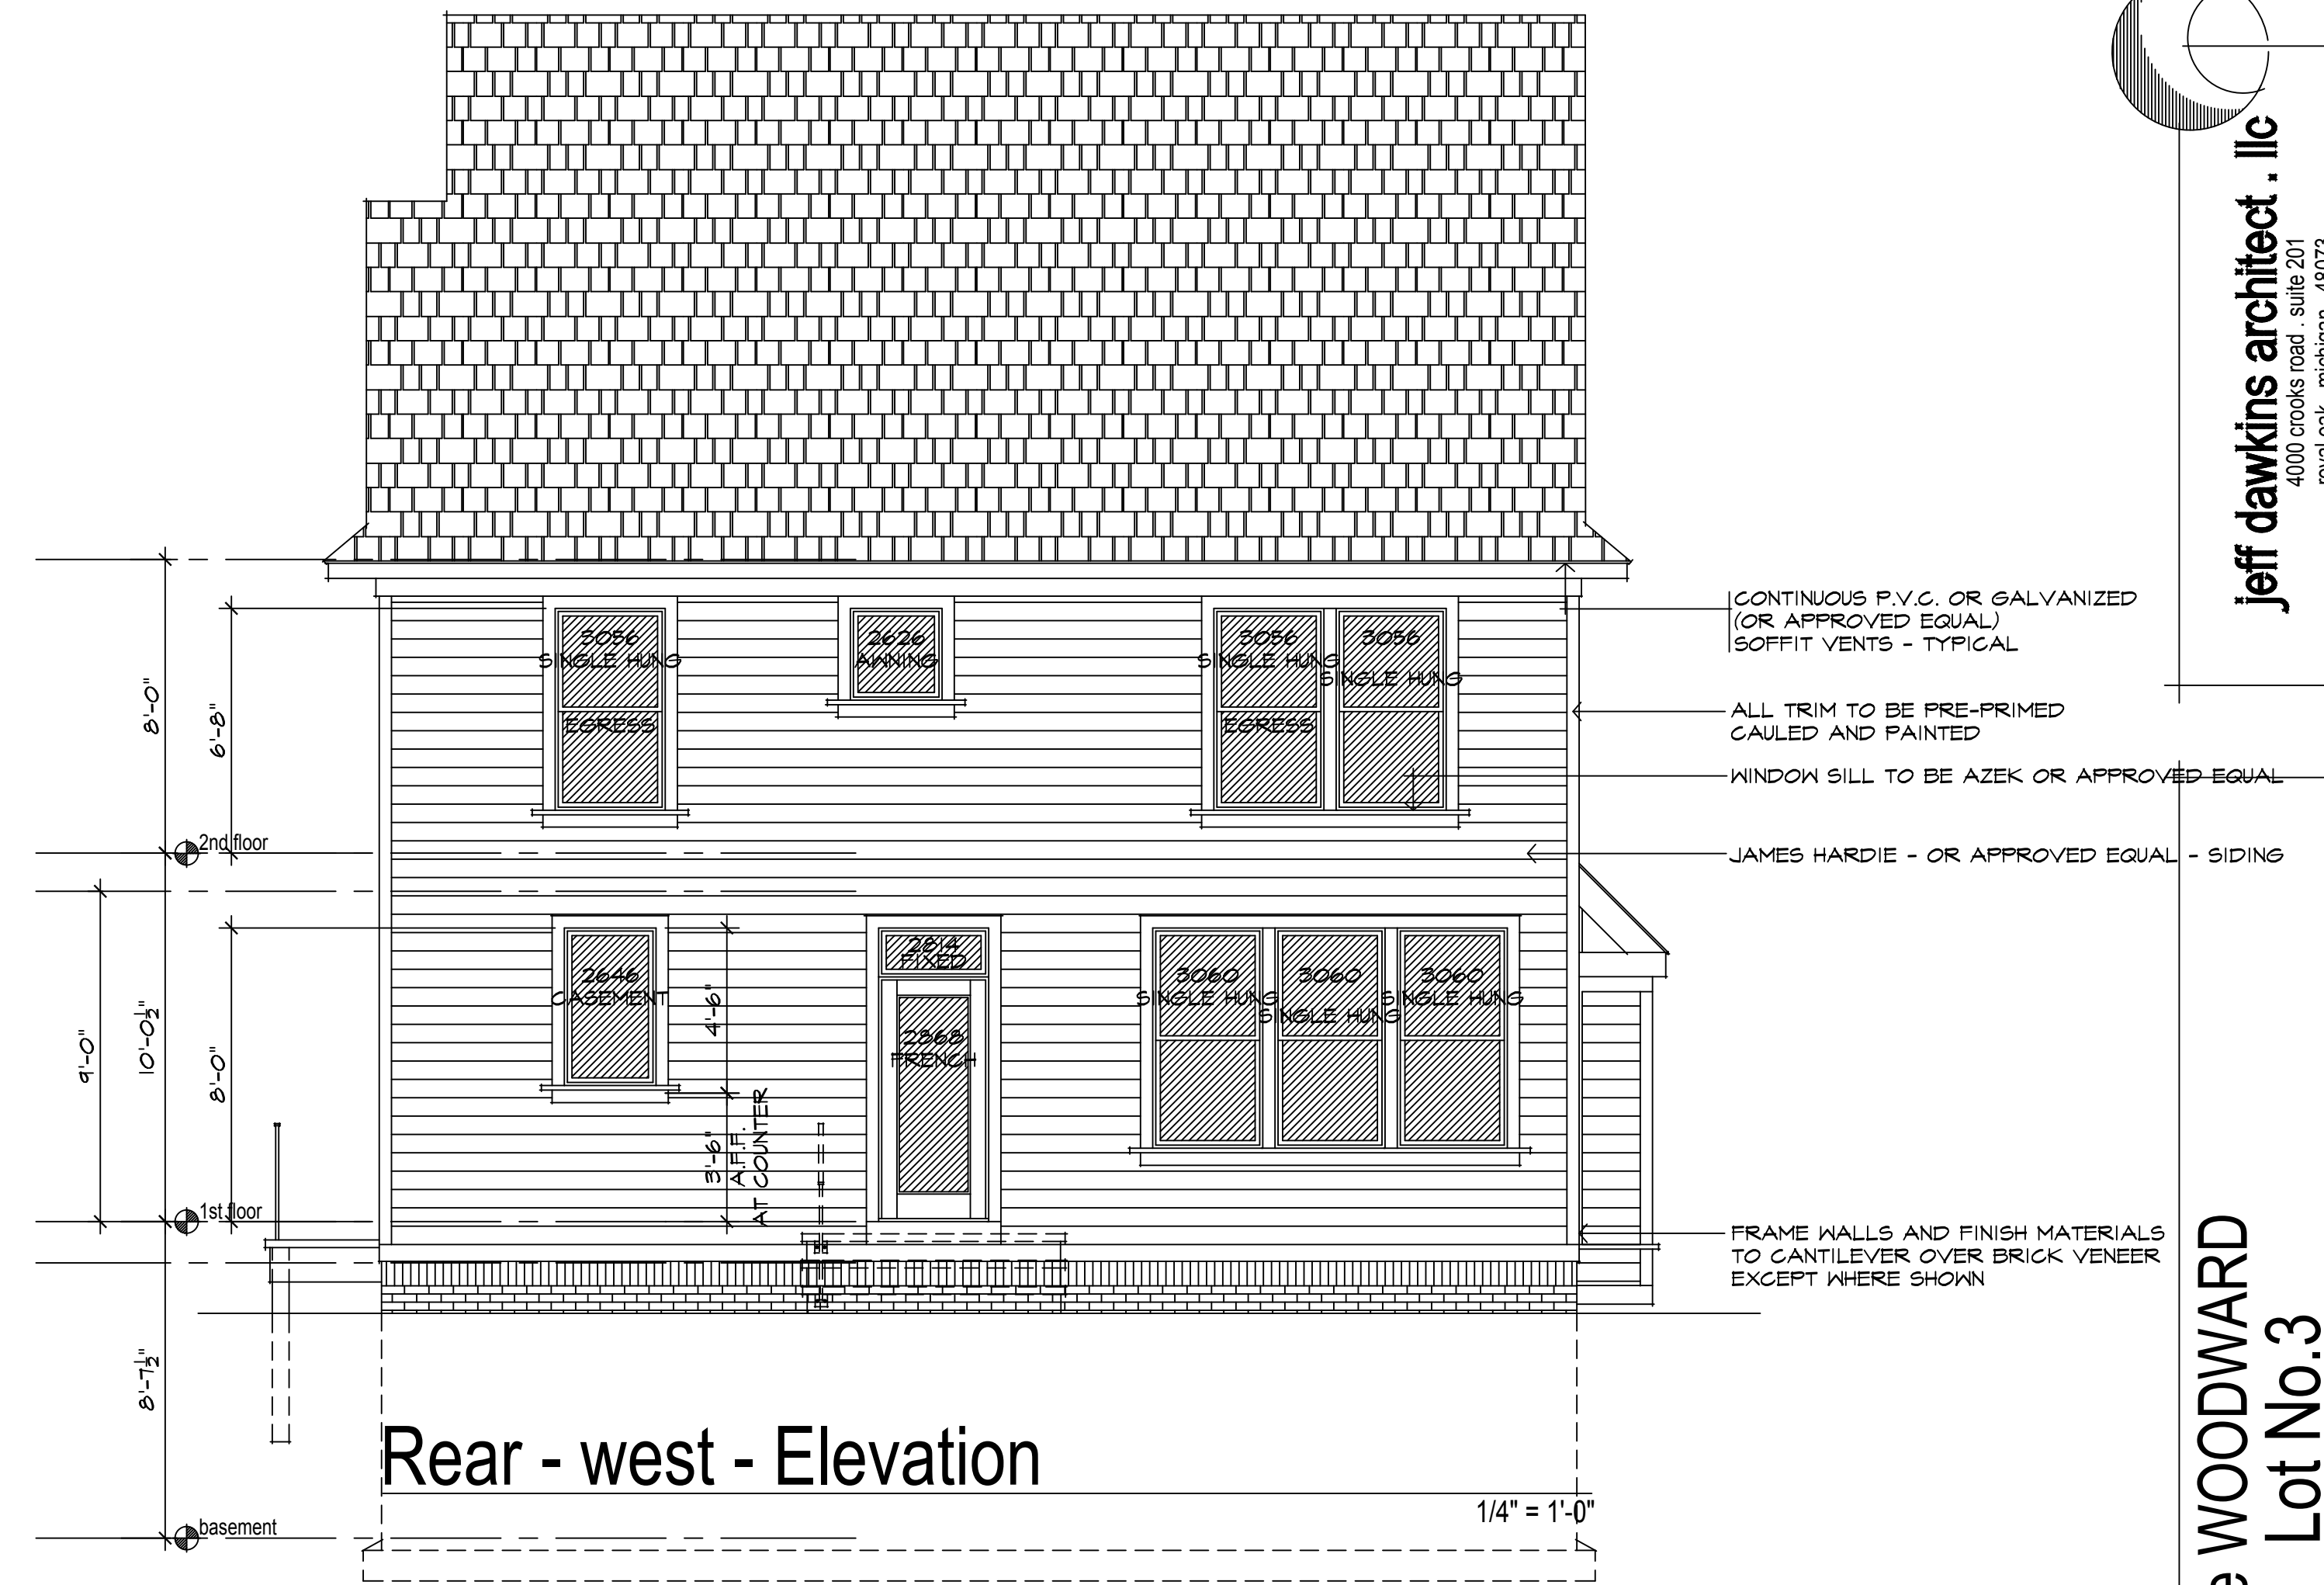 3056
SINGLE HUNG
EGRESS
2626
AWNING
3056
SINGLE HUNG
EGRESS
3056
SINGLE HUNG
8'-0"
6'-8"
2nd floor
9'-0"
10'-0½"
8'-0"
2646
CASEMENT
4'-6"
3'-6"
A.F.F.
AT COUNTER
2814
FIXED
2868
FRENCH
3060
SINGLE HUNG
3060
SINGLE HUNG
3060
SINGLE HUNG
1st floor
8'-7½"
basement
CONTINUOUS P.V.C. OR GALVANIZED
(OR APPROVED EQUAL)
SOFFIT VENTS - TYPICAL
ALL TRIM TO BE PRE-PRIMED
CAULED AND PAINTED
WINDOW SILL TO BE AZEK OR APPROVED EQUAL
JAMES HARDIE - OR APPROVED EQUAL - SIDING
FRAME WALLS AND FINISH MATERIALS
TO CANTILEVER OVER BRICK VENEER
EXCEPT WHERE SHOWN
Rear - west - Elevation
1/4" = 1'-0"
jeff dawkins architect . llc
4000 crooks road . suite 201
royal oak . michigan . 48073
WOODWARD
Lot No.3